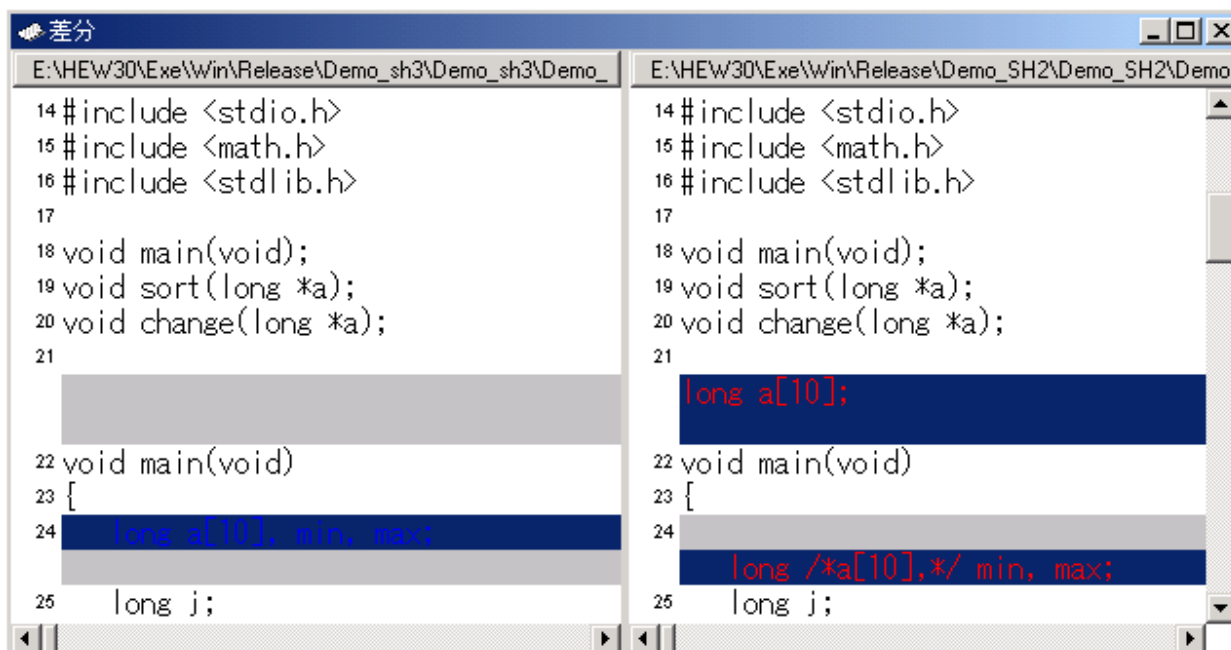 差分
E:\HEW30\Exe\Win\Release\Demo_sh3\Demo_sh3\Demo_
14 #include <stdio.h>
15 #include <math.h>
16 #include <stdlib.h>
17
18 void main(void);
19 void sort(long *a);
20 void change(long *a);
21
22 void main(void)
23 {
24 long a[10], min, max;
25 long j;
E:\HEW30\Exe\Win\Release\Demo_SH2\Demo_SH2\Demo
14 #include <stdio.h>
15 #include <math.h>
16 #include <stdlib.h>
17
18 void main(void);
19 void sort(long *a);
20 void change(long *a);
21
long a[10];
22 void main(void)
23 {
24
long /*a[10],*/ min, max;
25 long j;